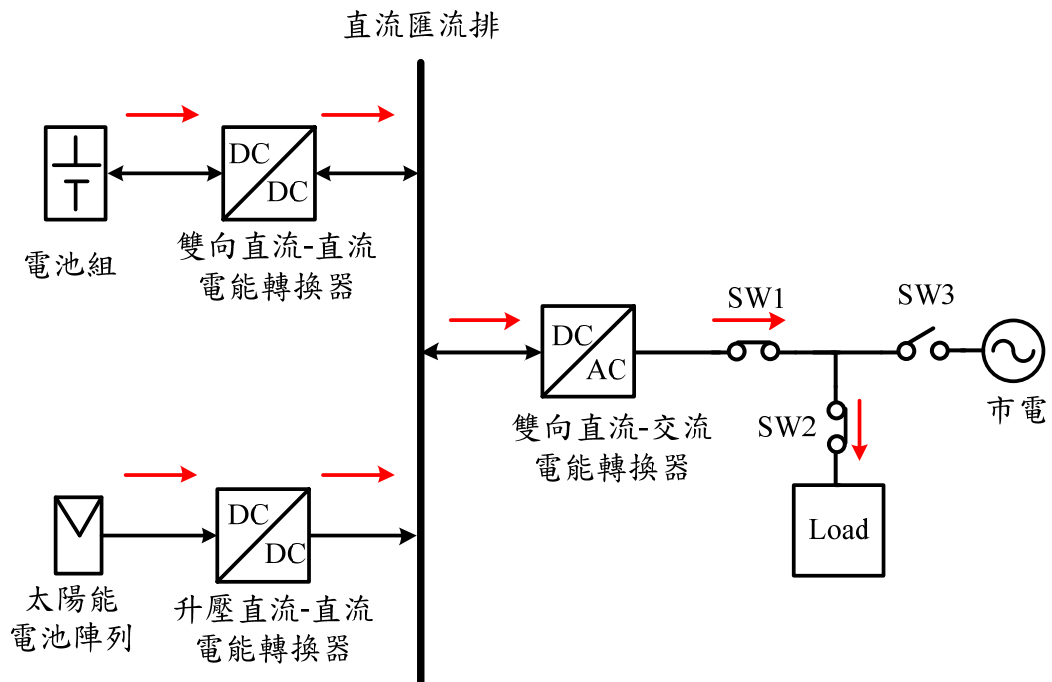 直流匯流排
DC
DC
電池組
雙向直流-直流
電能轉換器
SW1
SW3
DC
AC
市電
SW2
雙向直流-交流
電能轉換器
DC
DC
Load
太陽能
電池陣列
升壓直流-直流
電能轉換器